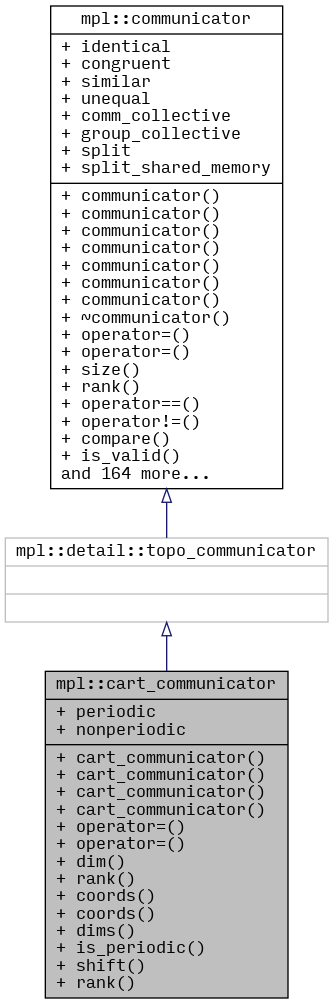 mpl::communicator
+ identical
+ congruent
+ similar
+ unequal
+ comm_collective
+ group_collective
+ split
+ split_shared_memory
+ communicator()
+ communicator()
+ communicator()
+ communicator()
+ communicator()
+ communicator()
+ communicator()
+ ~communicator()
+ operator=()
+ operator=()
+ size()
+ rank()
+ operator==()
+ operator!=()
+ compare()
+ is_valid()
and 164 more...
mpl::detail::topo_communicator
mpl::cart_communicator
+ periodic
+ nonperiodic
+ cart_communicator()
+ cart_communicator()
+ cart_communicator()
+ cart_communicator()
+ operator=()
+ operator=()
+ dim()
+ rank()
+ coords()
+ coords()
+ dims()
+ is_periodic()
+ shift()
+ rank()